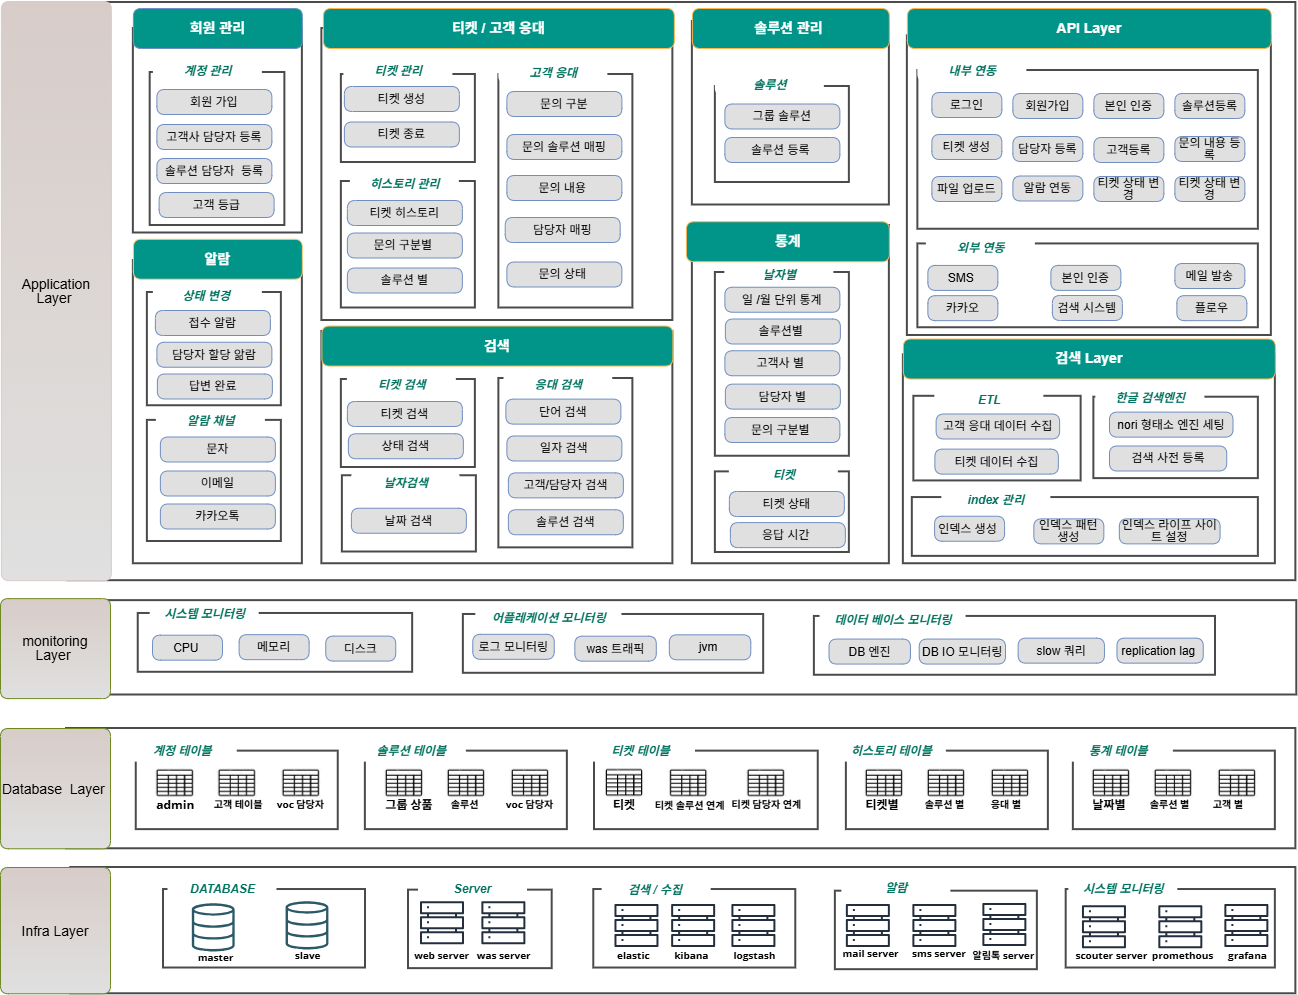 Application
Layer
회원 관리
계정 관리
회원 가입
고객사 담당자 등록
솔루션 담당자 등록
고객 등급
알람
상태 변경
접수 알람
담당자 할당 앎람
답변 완료
알람 채널
문자
이메일
카카오톡
티켓 / 고객 응대
티켓 관리
티켓 생성
티켓 종료
히스토리 관리
티켓 히스토리
문의 구분별
솔루션 별
고객 응대
문의 구분
문의 솔루션 매핑
문의 내용
담당자 매핑
문의 상태
검색
티켓 검색
티켓 검색
상태 검색
날자검색
날짜 검색
응대 검색
단어 검색
일자 검색
고객/담당자 검색
솔루션 검색
솔루션 관리
솔루션
그룹 솔루션
솔루션 등록
통계
날자별
일 /월 단위 통계
솔루션별
고객사 별
담당자 별
문의 구분별
티켓
티켓 상태
응답 시간
API Layer
내부 연동
로그인
회원가입
본인 인증
솔루션등록
티켓 생성
담당자 등록
고객등록
문의 내용 등
록
파일 업로드
알람 연동
티켓 상태 변
경
티켓 상태 변
경
외부 연동
SMS
본인 인증
메일 발송
카카오
검색 시스템
플로우
검색 Layer
ETL
고객 응대 데이터 수집
티켓 데이터 수집
한글 검색엔진
nori 형태소 엔진 세팅
검색 사전 등록
index 관리
인덱스 생성
인덱스 패턴
생성
인덱스 라이프 사이
트 설정
monitoring
Layer
시스템 모니터링
CPU
메모리
디스크
어플레케이션 모니터링
로그 모니터링
was 트래픽
jvm
데이터 베이스 모니터링
DB 엔진
DB IO 모니터링
slow 쿼리
replication lag
Database Layer
계정 테이블
admin
고객 테이블
voc 담당자
솔루션 테이블
그룹 상품
솔루션
voc 담당자
티켓 테이블
티켓
티켓 솔루션 연계
티켓 담당자 연계
히스토리 테이블
티켓별
솔루션 별
응대 별
통계 테이블
날짜별
솔루션 별
고객 별
Infra Layer
DATABASE
master
slave
Server
web server
was server
검색 / 수집
elastic
kibana
logstash
알람
mail server
sms server
알림톡 server
시스템 모니터링
scouter server
promethous
grafana